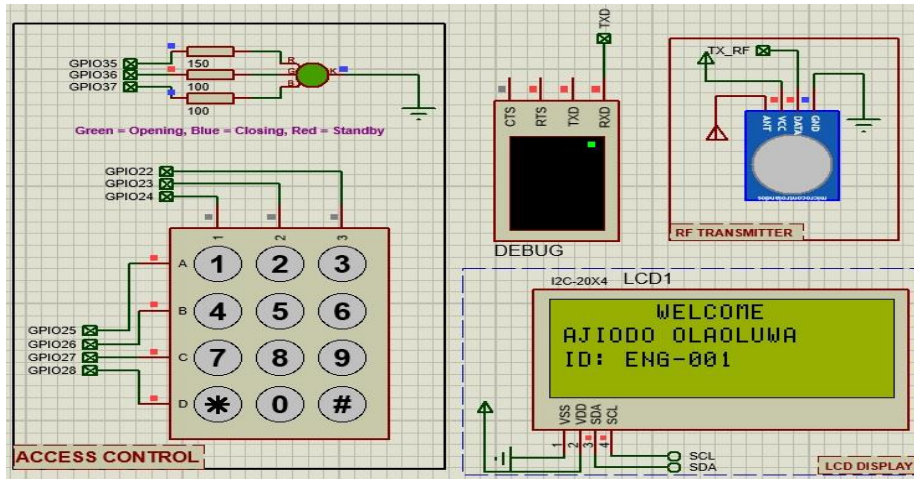 GPIO35
GPIO36
GPIO37
150
100
100
R
G
B
K
Green = Opening, Blue = Closing, Red = Standby
GPIO22
GPIO23
GPIO24
1
2
3
A
B
C
D
1 2 3
4 5 6
7 8 9
* 0 #
GPIO25
GPIO26
GPIO27
GPIO28
ACCESS CONTROL
TXD
CTS
RTS
TXD
RXD
DEBUG
TX_RF
ANT
VCC
DATA
GND
microcontrolandos
RF TRANSMITTER
I2C-20X4 LCD1
WELCOME
AJIODO OLAOLUWA
ID: ENG-001
VSS
VDD
SDA
SCL
1
2
3
4
SCL
SDA
LCD DISPLAY